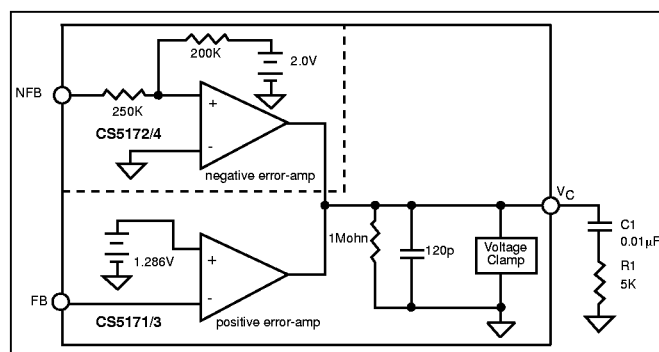 200K
2.0V
NFB
250K
+
CS5172/4
-
negative error-amp
VC
C1
0.01µF
1Mohn
120p
Voltage
Clamp
R1
5K
1.286V
+
FB
-
CS5171/3
positive error-amp